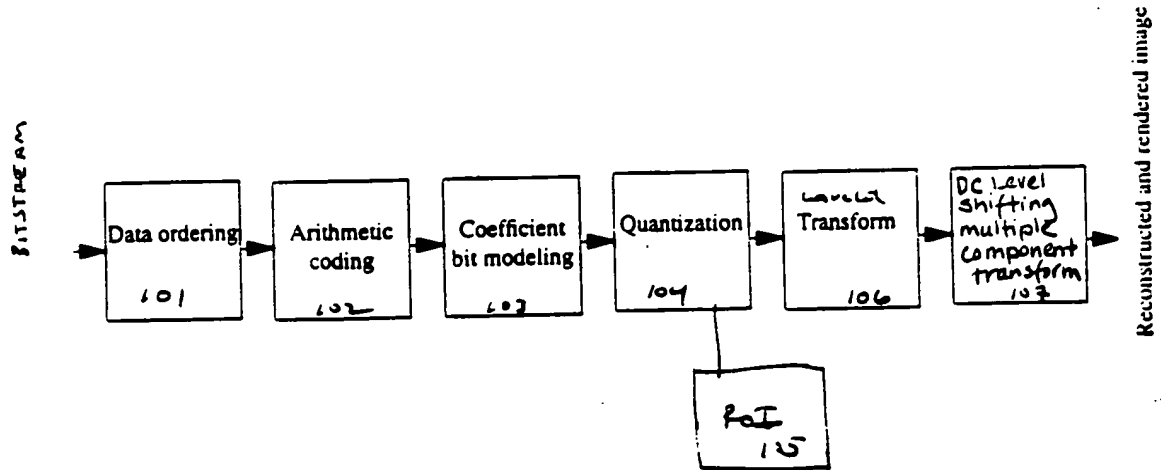 BITSTREAM
Data ordering
101
Arithmetic
coding
102
Coefficient
bit modeling
103
Quantization
104
Wavelet
Transform
106
DC Level
shifting
multiple
component
transform
107
RoI
105
Reconstructed and rendered image